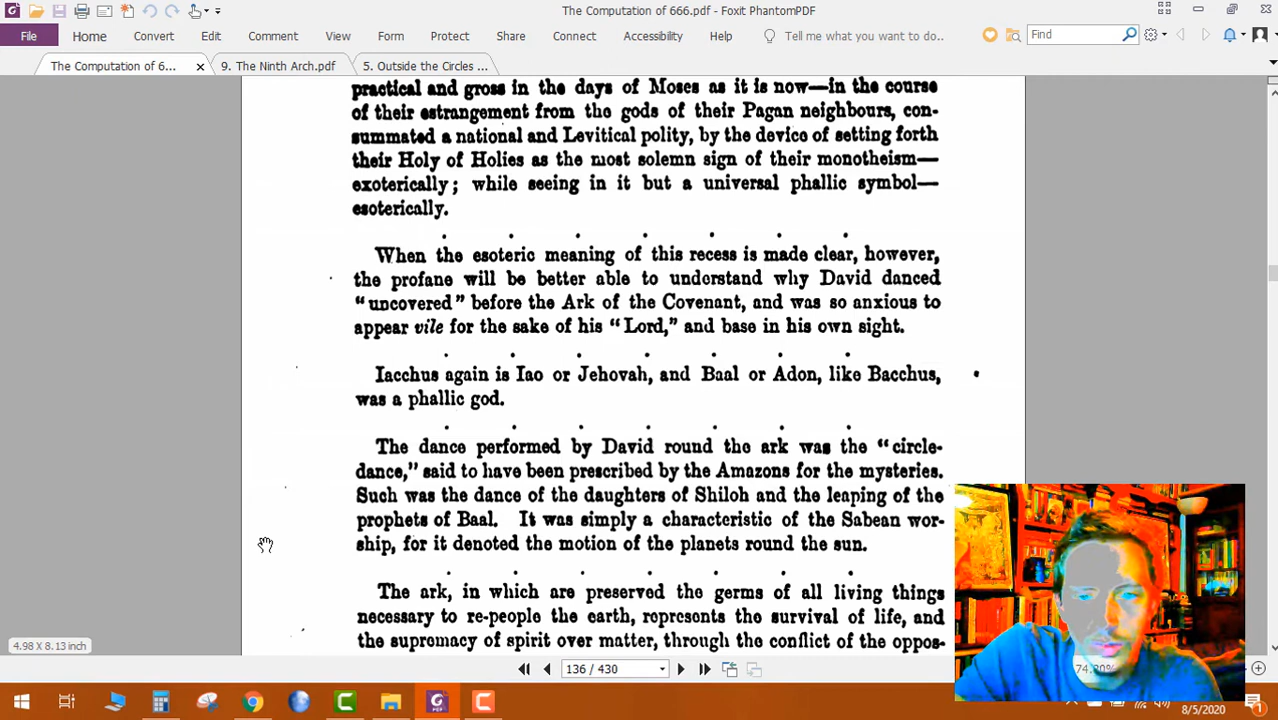 The Computation of 666.pdf - Foxit PhantomPDF
File Home Convert Edit Comment View Form Protect Share Connect Accessibility Help Tell me what you want to do.. Find
The Computation of 6... 9. The Ninth Arch.pdf 5. Outside the Circles ...
practical and gross in the days of Moses as it is now—in the course
of their estrangement from the gods of their Pagan neighbours, con-
summated a national and Levitical polity, by the device of setting forth
their Holy of Holies as the most solemn sign of their monotheism—
exoterically; while seeing in it but a universal phallic symbol—
esoterically.
When the esoteric meaning of this recess is made clear, however,
the profane will be better able to understand why David danced
"uncovered" before the Ark of the Covenant, and was so anxious to
appear vile for the sake of his "Lord," and base in his own sight.
Iacchus again is Iao or Jehovah, and Baal or Adon, like Bacchus,
was a phallic god.
The dance performed by David round the ark was the "circle-
dance," said to have been prescribed by the Amazons for the mysteries.
Such was the dance of the daughters of Shiloh and the leaping of the
prophets of Baal. It was simply a characteristic of the Sabean wor-
ship, for it denoted the motion of the planets round the sun.
The ark, in which are preserved the germs of all living things
necessary to re-people the earth, represents the survival of life, and
the supremacy of spirit over matter, through the conflict of the oppos-
4.98 x 8.13 inch
136 / 430
8/5/2020